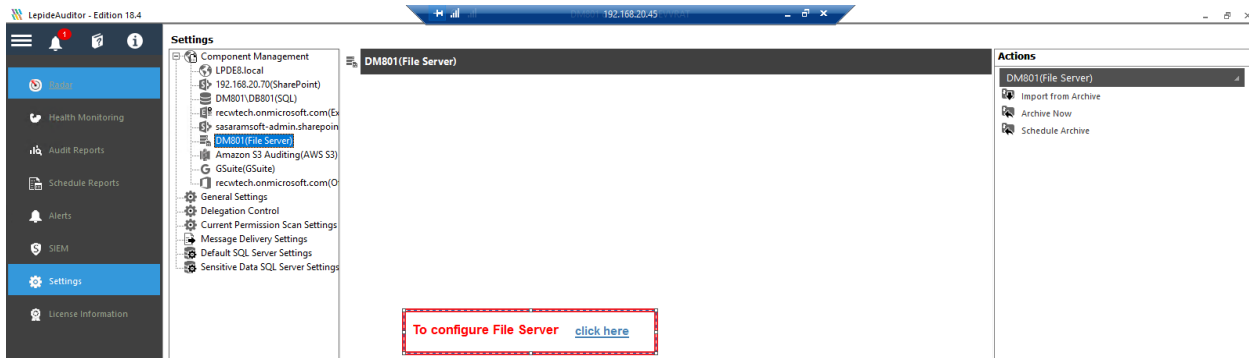 LepideAuditor - Edition 18.4
192.168.20.45
1
Settings
Radar
Health Monitoring
Audit Reports
Schedule Reports
Alerts
SIEM
Settings
License Information
Component Management
LPDE8.local
192.168.20.70(SharePoint)
DM801\DB801(SQL)
recwtech.onmicrosoft.com(Ex
sasaramsoft-admin.sharepoin
DM801(File Server)
Amazon S3 Auditing(AWS S3)
GSuite(GSuite)
recwtech.onmicrosoft.com(O
General Settings
Delegation Control
Current Permission Scan Settings
Message Delivery Settings
Default SQL Server Settings
Sensitive Data SQL Server Settings
DM801(File Server)
To configure File Server click here
Actions
DM801(File Server)
Import from Archive
Archive Now
Schedule Archive